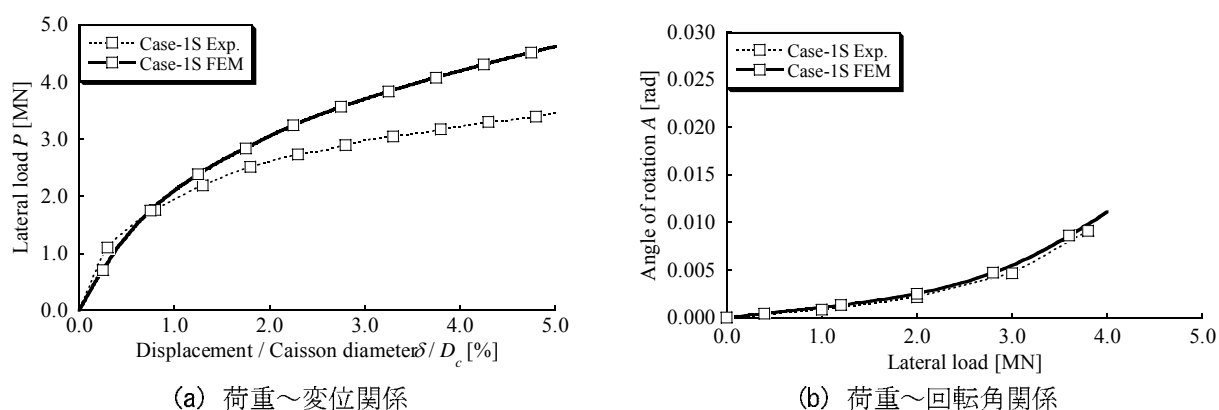 5.0
4.0
3.0
2.0
1.0
0.0
Lateral load P [MN]
Case-1S Exp.
Case-1S FEM
0.0 1.0 2.0 3.0 4.0 5.0
Displacement / Caisson diameterδ / D_c [%]
(a) 荷重～変位関係
0.030
0.025
0.020
0.015
0.010
0.005
0.000
Angle of rotation A [rad]
Case-1S Exp.
Case-1S FEM
0.0 1.0 2.0 3.0 4.0 5.0
Lateral load [MN]
(b) 荷重～回転角関係